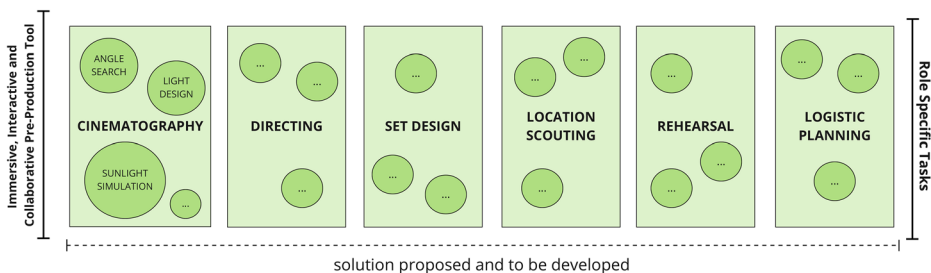 Immersive, Interactive and
Collaborative Pre-Production Tool
ANGLE
SEARCH
LIGHT
DESIGN
CINEMATOGRAPHY
SUNLIGHT
SIMULATION
...
...
...
DIRECTING
...
...
SET DESIGN
...
...
...
...
LOCATION
SCOUTING
...
...
REHEARSAL
...
...
...
...
LOGISTIC
PLANNING
...
Role Specific Tasks
solution proposed and to be developed